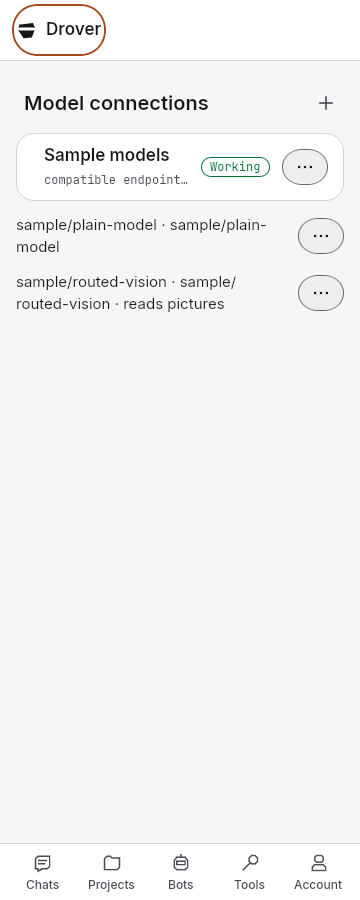 Drover
Model connections
Sample models
compatible endpoint…
Working
sample/plain-model · sample/plain-
model
sample/routed-vision · sample/
routed-vision · reads pictures
Chats
Projects
Bots
Tools
Account